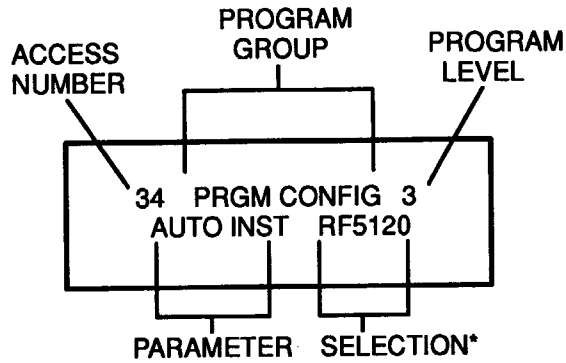 PROGRAM
GROUP
ACCESS
NUMBER
PROGRAM
LEVEL
34 PRGM CONFIG 3
AUTO INST RF5120
PARAMETER SELECTION*